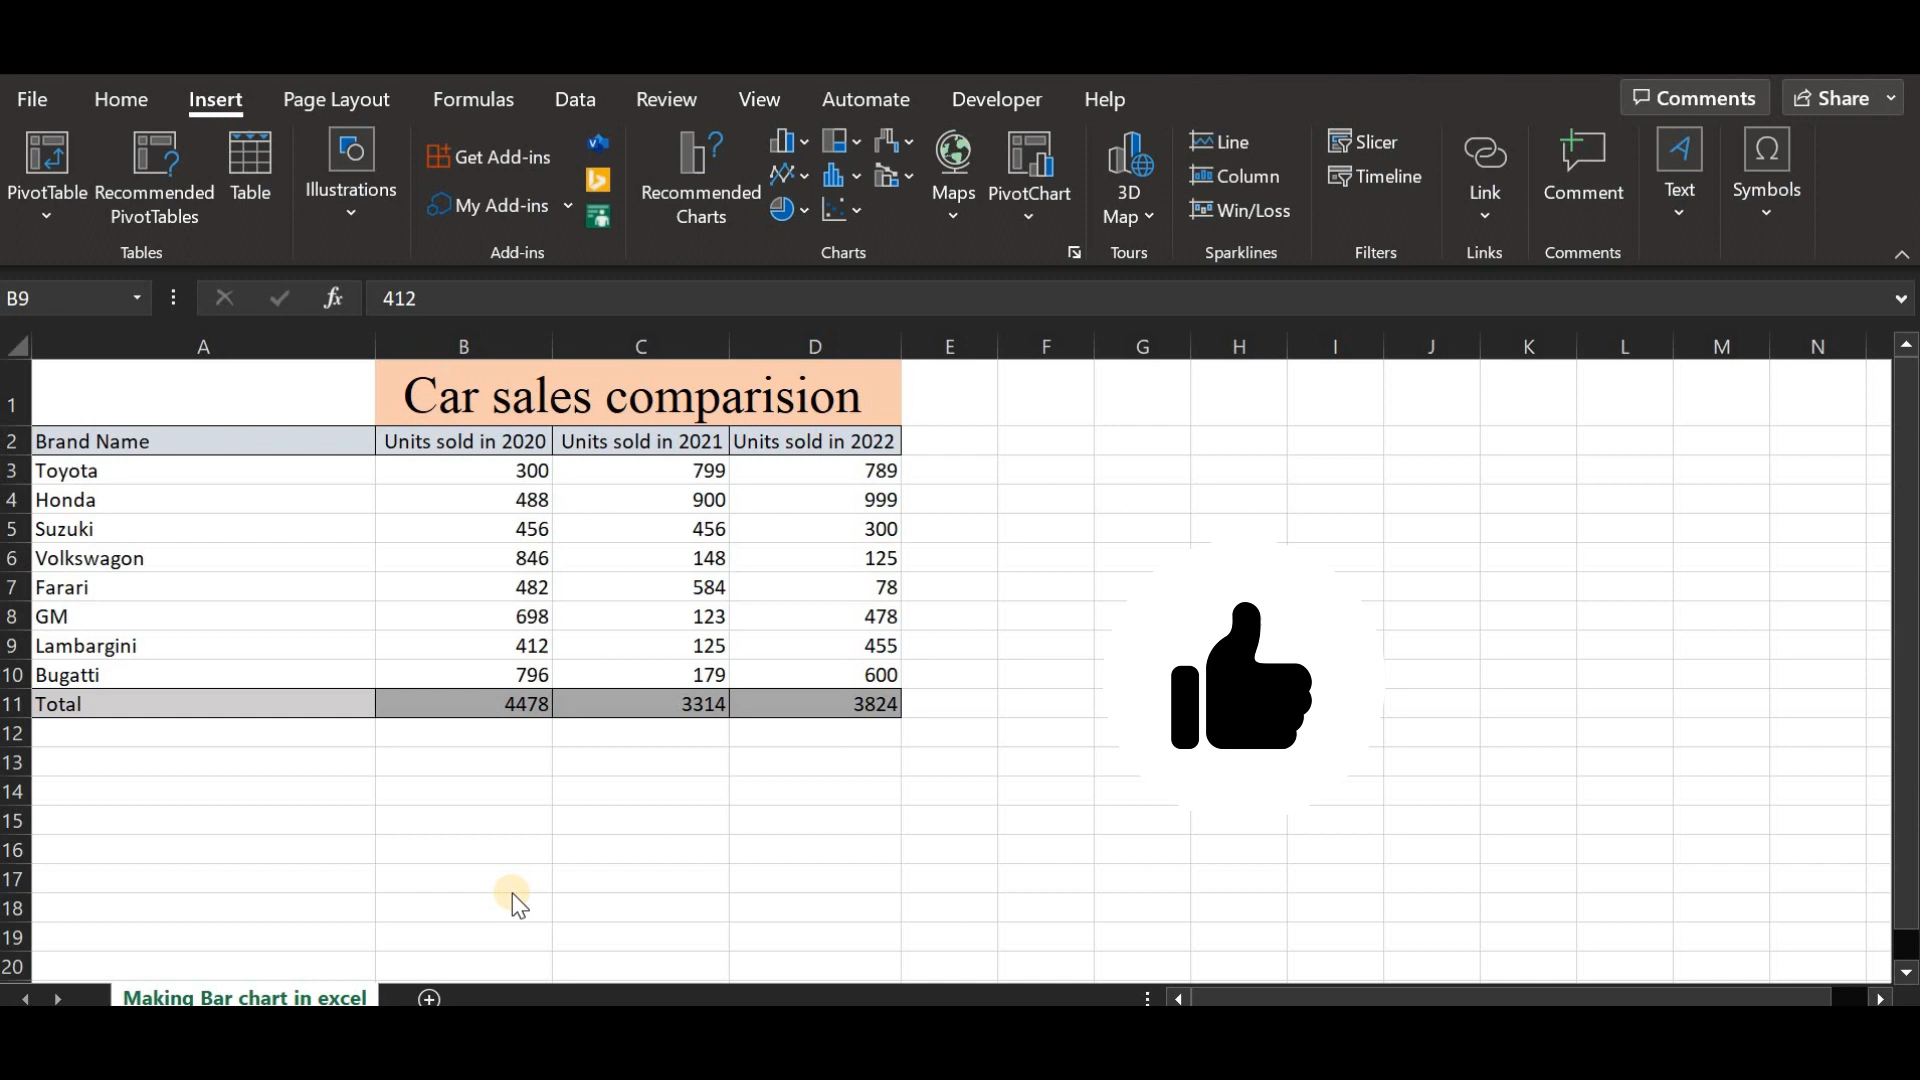 File Home Insert Page Layout Formulas Data Review View Automate Developer Help Comments Share
PivotTable
Recommended
PivotTables
Table
Tables
Illustrations
Get Add-ins
My Add-ins
Add-ins
Recommended
Charts
Maps
PivotChart
Charts
3D
Map
Tours
Line
Column
Win/Loss
Sparklines
Slicer
Timeline
Filters
Link
Links
Comment
Comments
Text
Symbols
B9 fx 412
A B C D E F G H I J K L M N
1 Car sales comparision
2 Brand Name Units sold in 2020 Units sold in 2021 Units sold in 2022
3 Toyota 300 799 789
4 Honda 488 900 999
5 Suzuki 456 456 300
6 Volkswagon 846 148 125
7 Farari 482 584 78
8 GM 698 123 478
9 Lambargini 412 125 455
10 Bugatti 796 179 600
11 Total 4478 3314 3824
12
13
14
15
16
17
18
19
20
Making Bar chart in excel